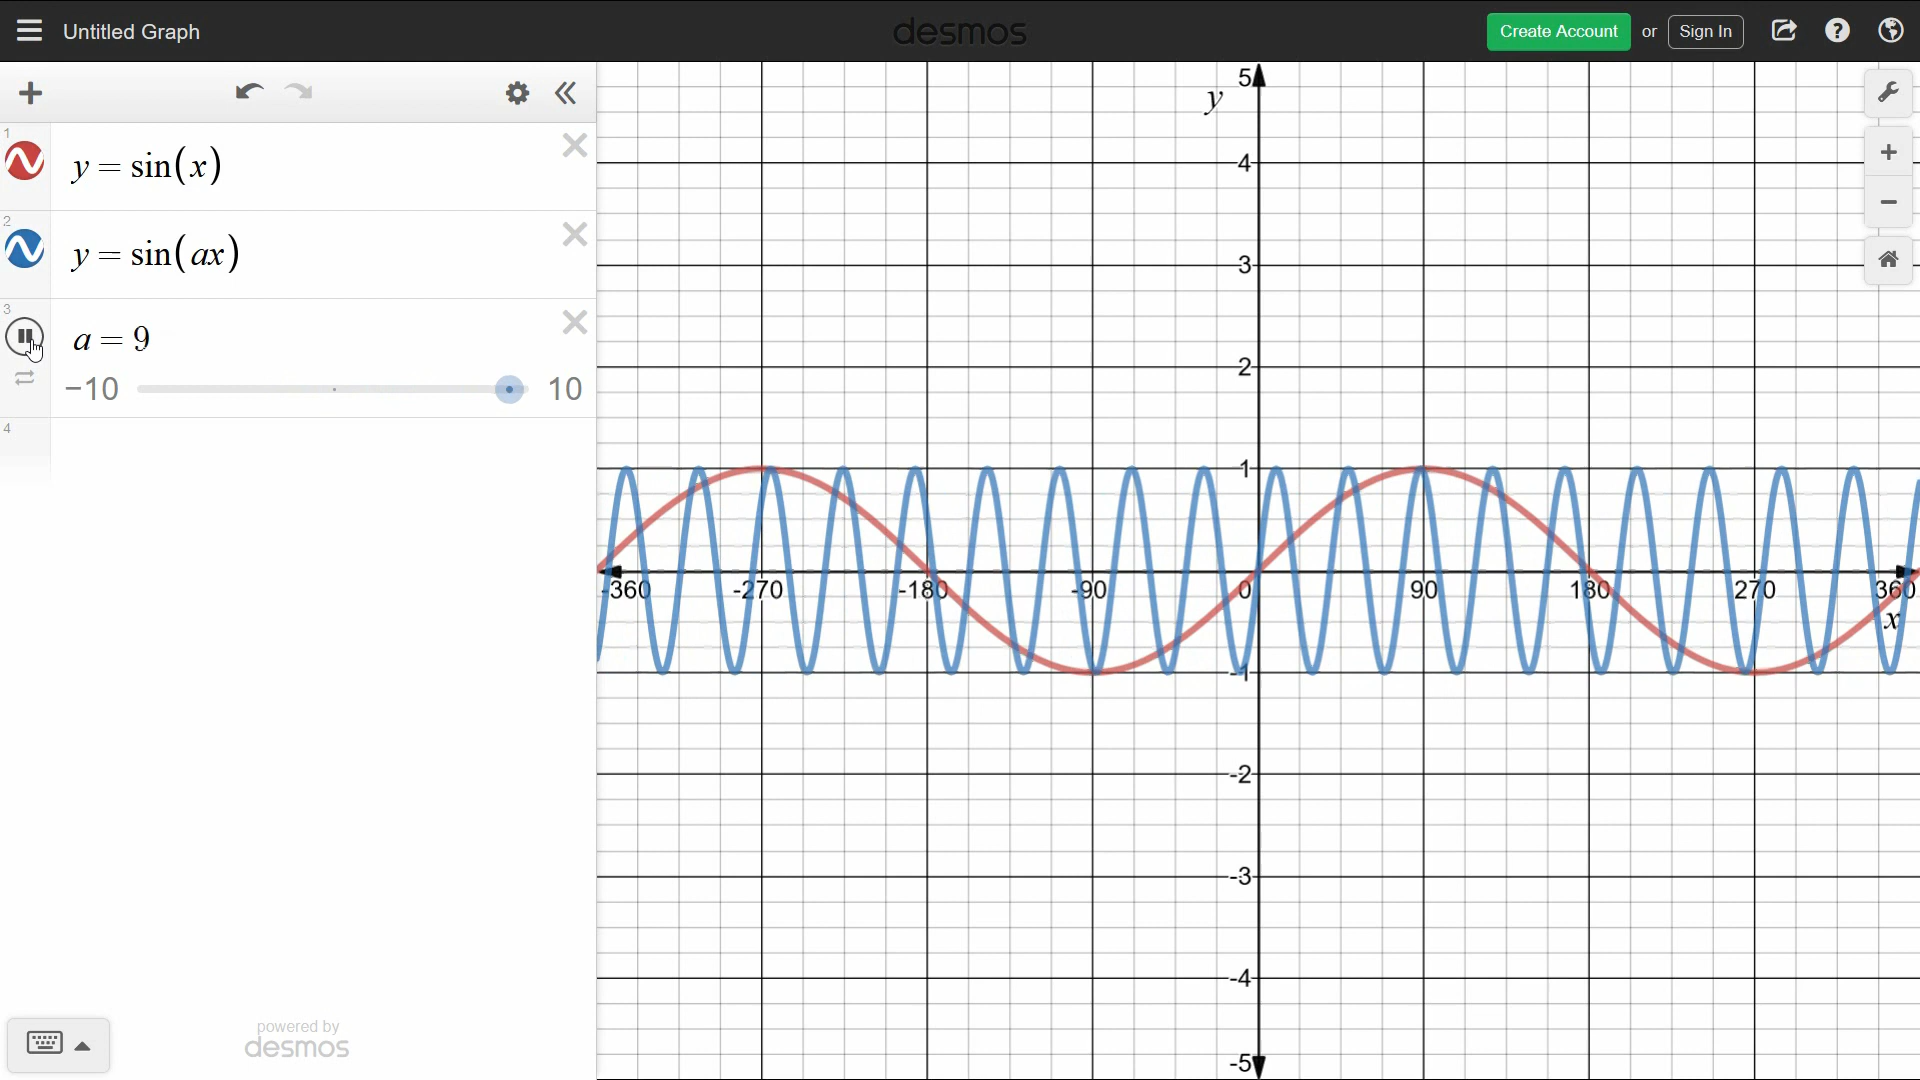 Untitled Graph
desmos
Create Account or Sign In
1
y = sin(x)
2
y = sin(ax)
3
a = 9
−10
10
4
powered by
desmos
y
5
4
3
2
1
-360
-270
-180
-90
0
90
180
270
360
x
-1
-2
-3
-4
-5